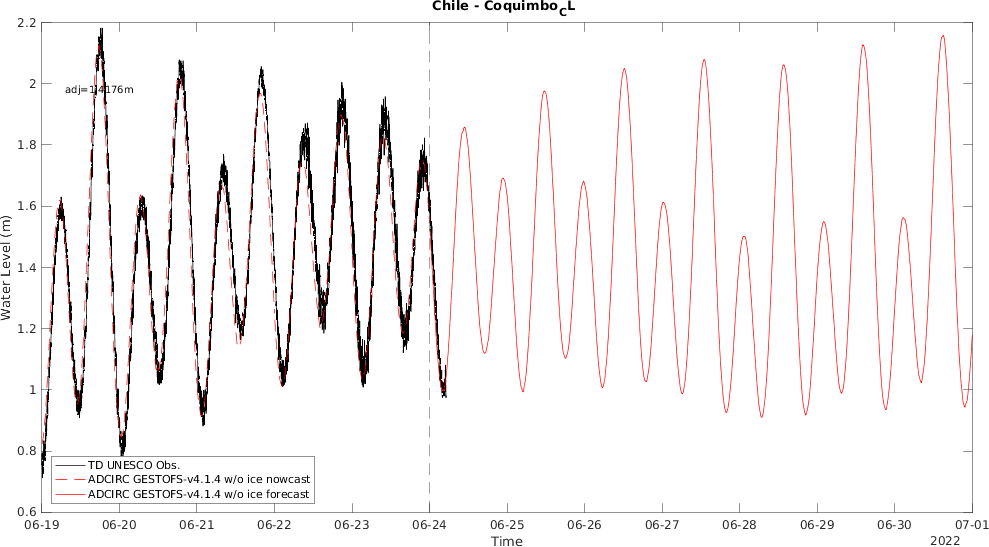 Chile - Coquimbo_CL
2.2
2
1.8
1.6
1.4
1.2
1
0.8
0.6
Water Level (m)
adj=1.4176m
TD UNESCO Obs.
ADCIRC GESTOFS-v4.1.4 w/o ice nowcast
ADCIRC GESTOFS-v4.1.4 w/o ice forecast
06-19 06-20 06-21 06-22 06-23 06-24 06-25 06-26 06-27 06-28 06-29 06-30 07-01
Time
2022